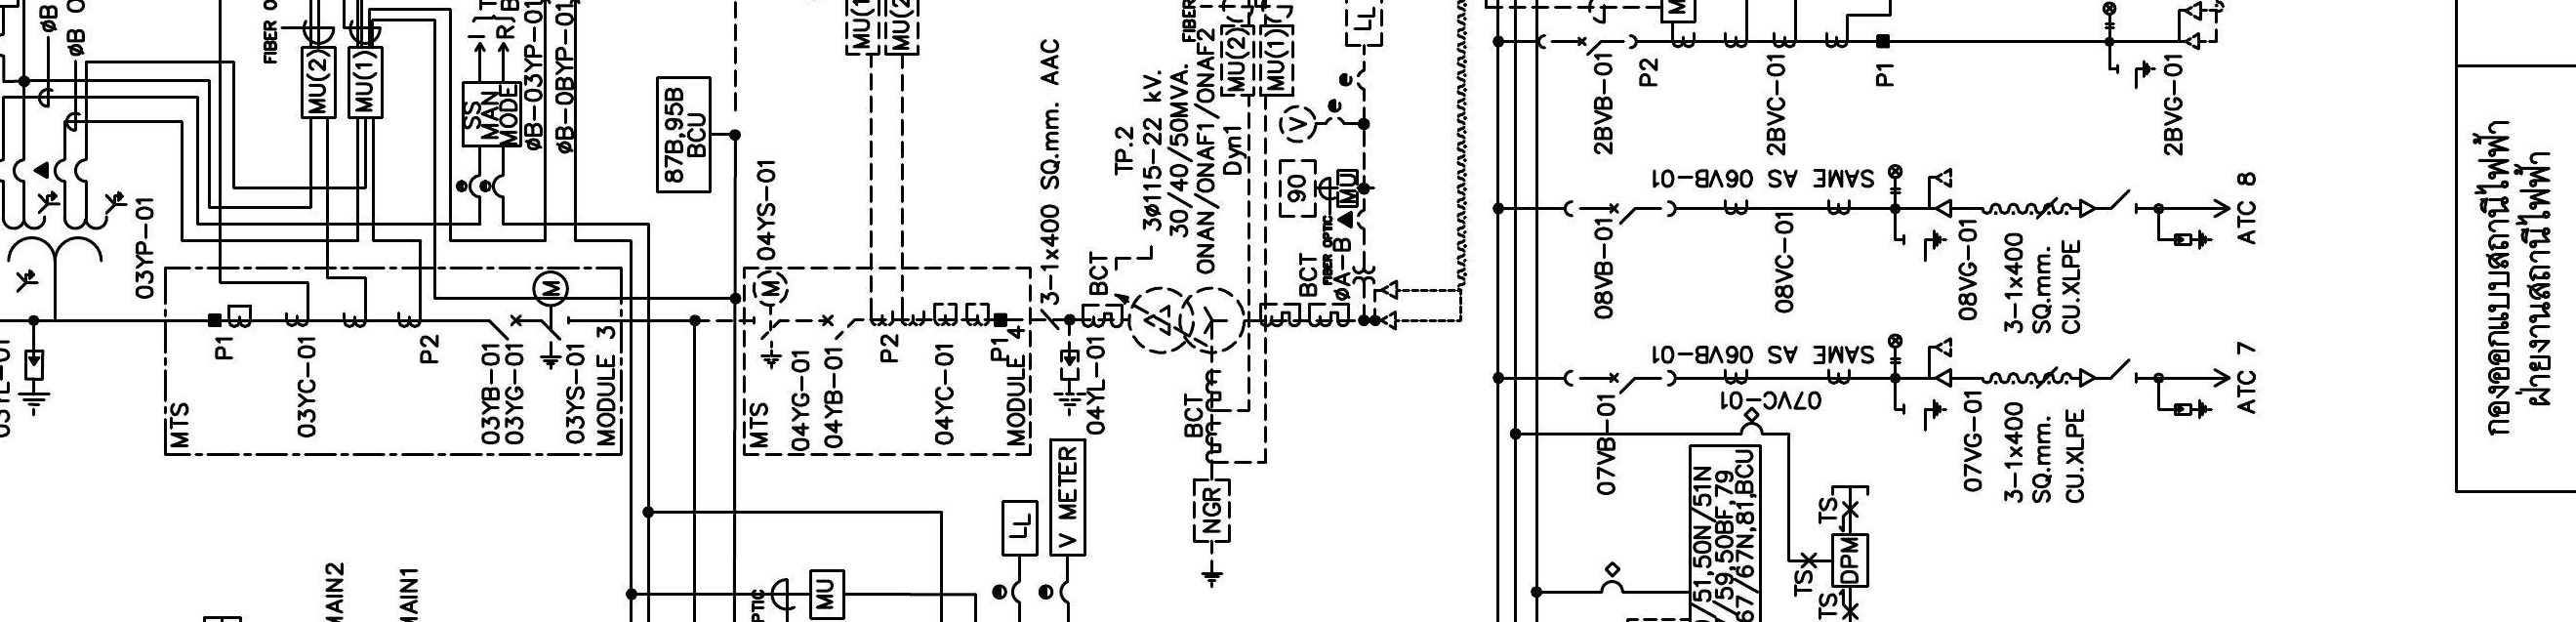 FIBER O
MU(2)
MU(1)
SS
MAN
MODE
ØB-03YP-01
ØB-0BYP-01
ØB
ØB O
03YP-01
87B,95B
BCU
04YS-01
MU(1
MU(2
3-1x400 SQ.mm. AAC
TP.2
3ø115-22 kV.
30/40/50MVA.
ONAN/ONAF1/ONAF2
Dyn1
FIBER
MU(2)
MU(1)
LL
e
e
V
90
MU
FIBER OPTIC
BCT
BCT
ØA-B
M
M
P1
03YC-01
P2
03YB-01
03YG-01
03YS-01
MODULE 3
MTS
MTS
04YG-01
04YB-01
P2
04YC-01
P1
MODULE 4
04YL-01
BCT
NGR
LL
V METER
MU
MAIN2
MAIN1
2BVB-01
P2
2BVC-01
P1
2BVG-01
SAME AS 06VB-01
08VB-01
08VC-01
08VG-01
3-1x400
SQ.mm.
CU.XLPE
ATC 8
SAME AS 06VB-01
07VC-01
07VB-01
07VG-01
3-1x400
SQ.mm.
CU.XLPE
ATC 7
51,50N/51N
59,50BF,79
67/67N,81,BCU
TS
TS
TS
DPM
กองออกแบบสถานีไฟฟ้า
ฝ่ายงานสถานีไฟฟ้า